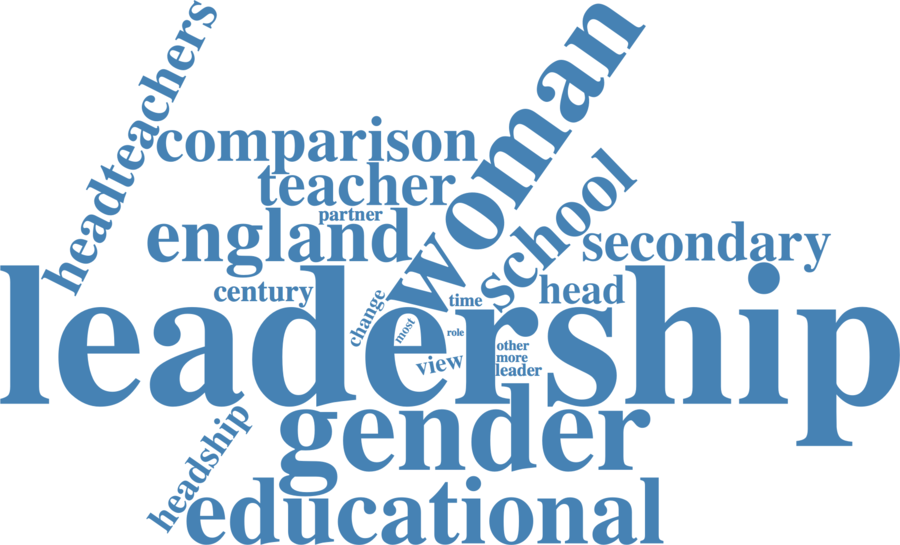 headteachers
woman
comparison
teacher
school
partner
england
secondary
century
change
time
head
leadership
most
role
view
other
more
leader
headship
gender
educational